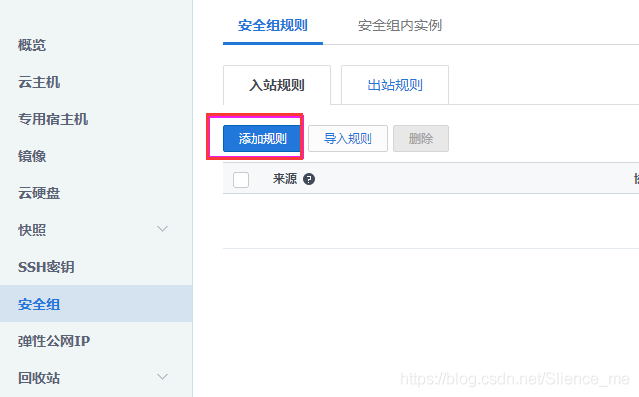 安全组规则 安全组内实例
概览
云主机
专用宿主机
镜像
云硬盘
快照
SSH密钥
安全组
弹性公网IP
回收站
入站规则 出站规则
添加规则 导入规则 删除
来源 ?
https://blog.csdn.net/Slience_me